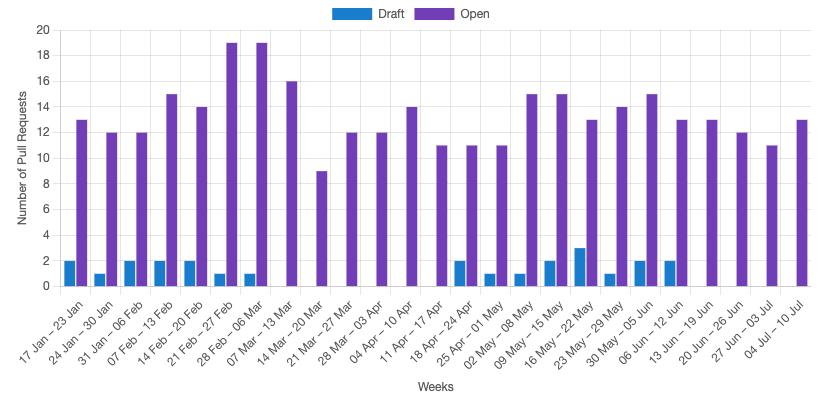 Draft Open
20
18
16
14
12
10
8
6
4
2
0
Number of Pull Requests
17 Jan – 23 Jan
24 Jan – 30 Jan
31 Jan – 06 Feb
07 Feb – 13 Feb
14 Feb – 20 Feb
21 Feb – 27 Feb
28 Feb – 06 Mar
07 Mar – 13 Mar
14 Mar – 20 Mar
21 Mar – 27 Mar
28 Mar – 03 Apr
04 Apr – 10 Apr
11 Apr – 17 Apr
18 Apr – 24 Apr
25 Apr – 01 May
02 May – 08 May
09 May – 15 May
16 May – 22 May
23 May – 29 May
30 May – 05 Jun
06 Jun – 12 Jun
13 Jun – 19 Jun
20 Jun – 26 Jun
27 Jun – 03 Jul
04 Jul – 10 Jul
Weeks